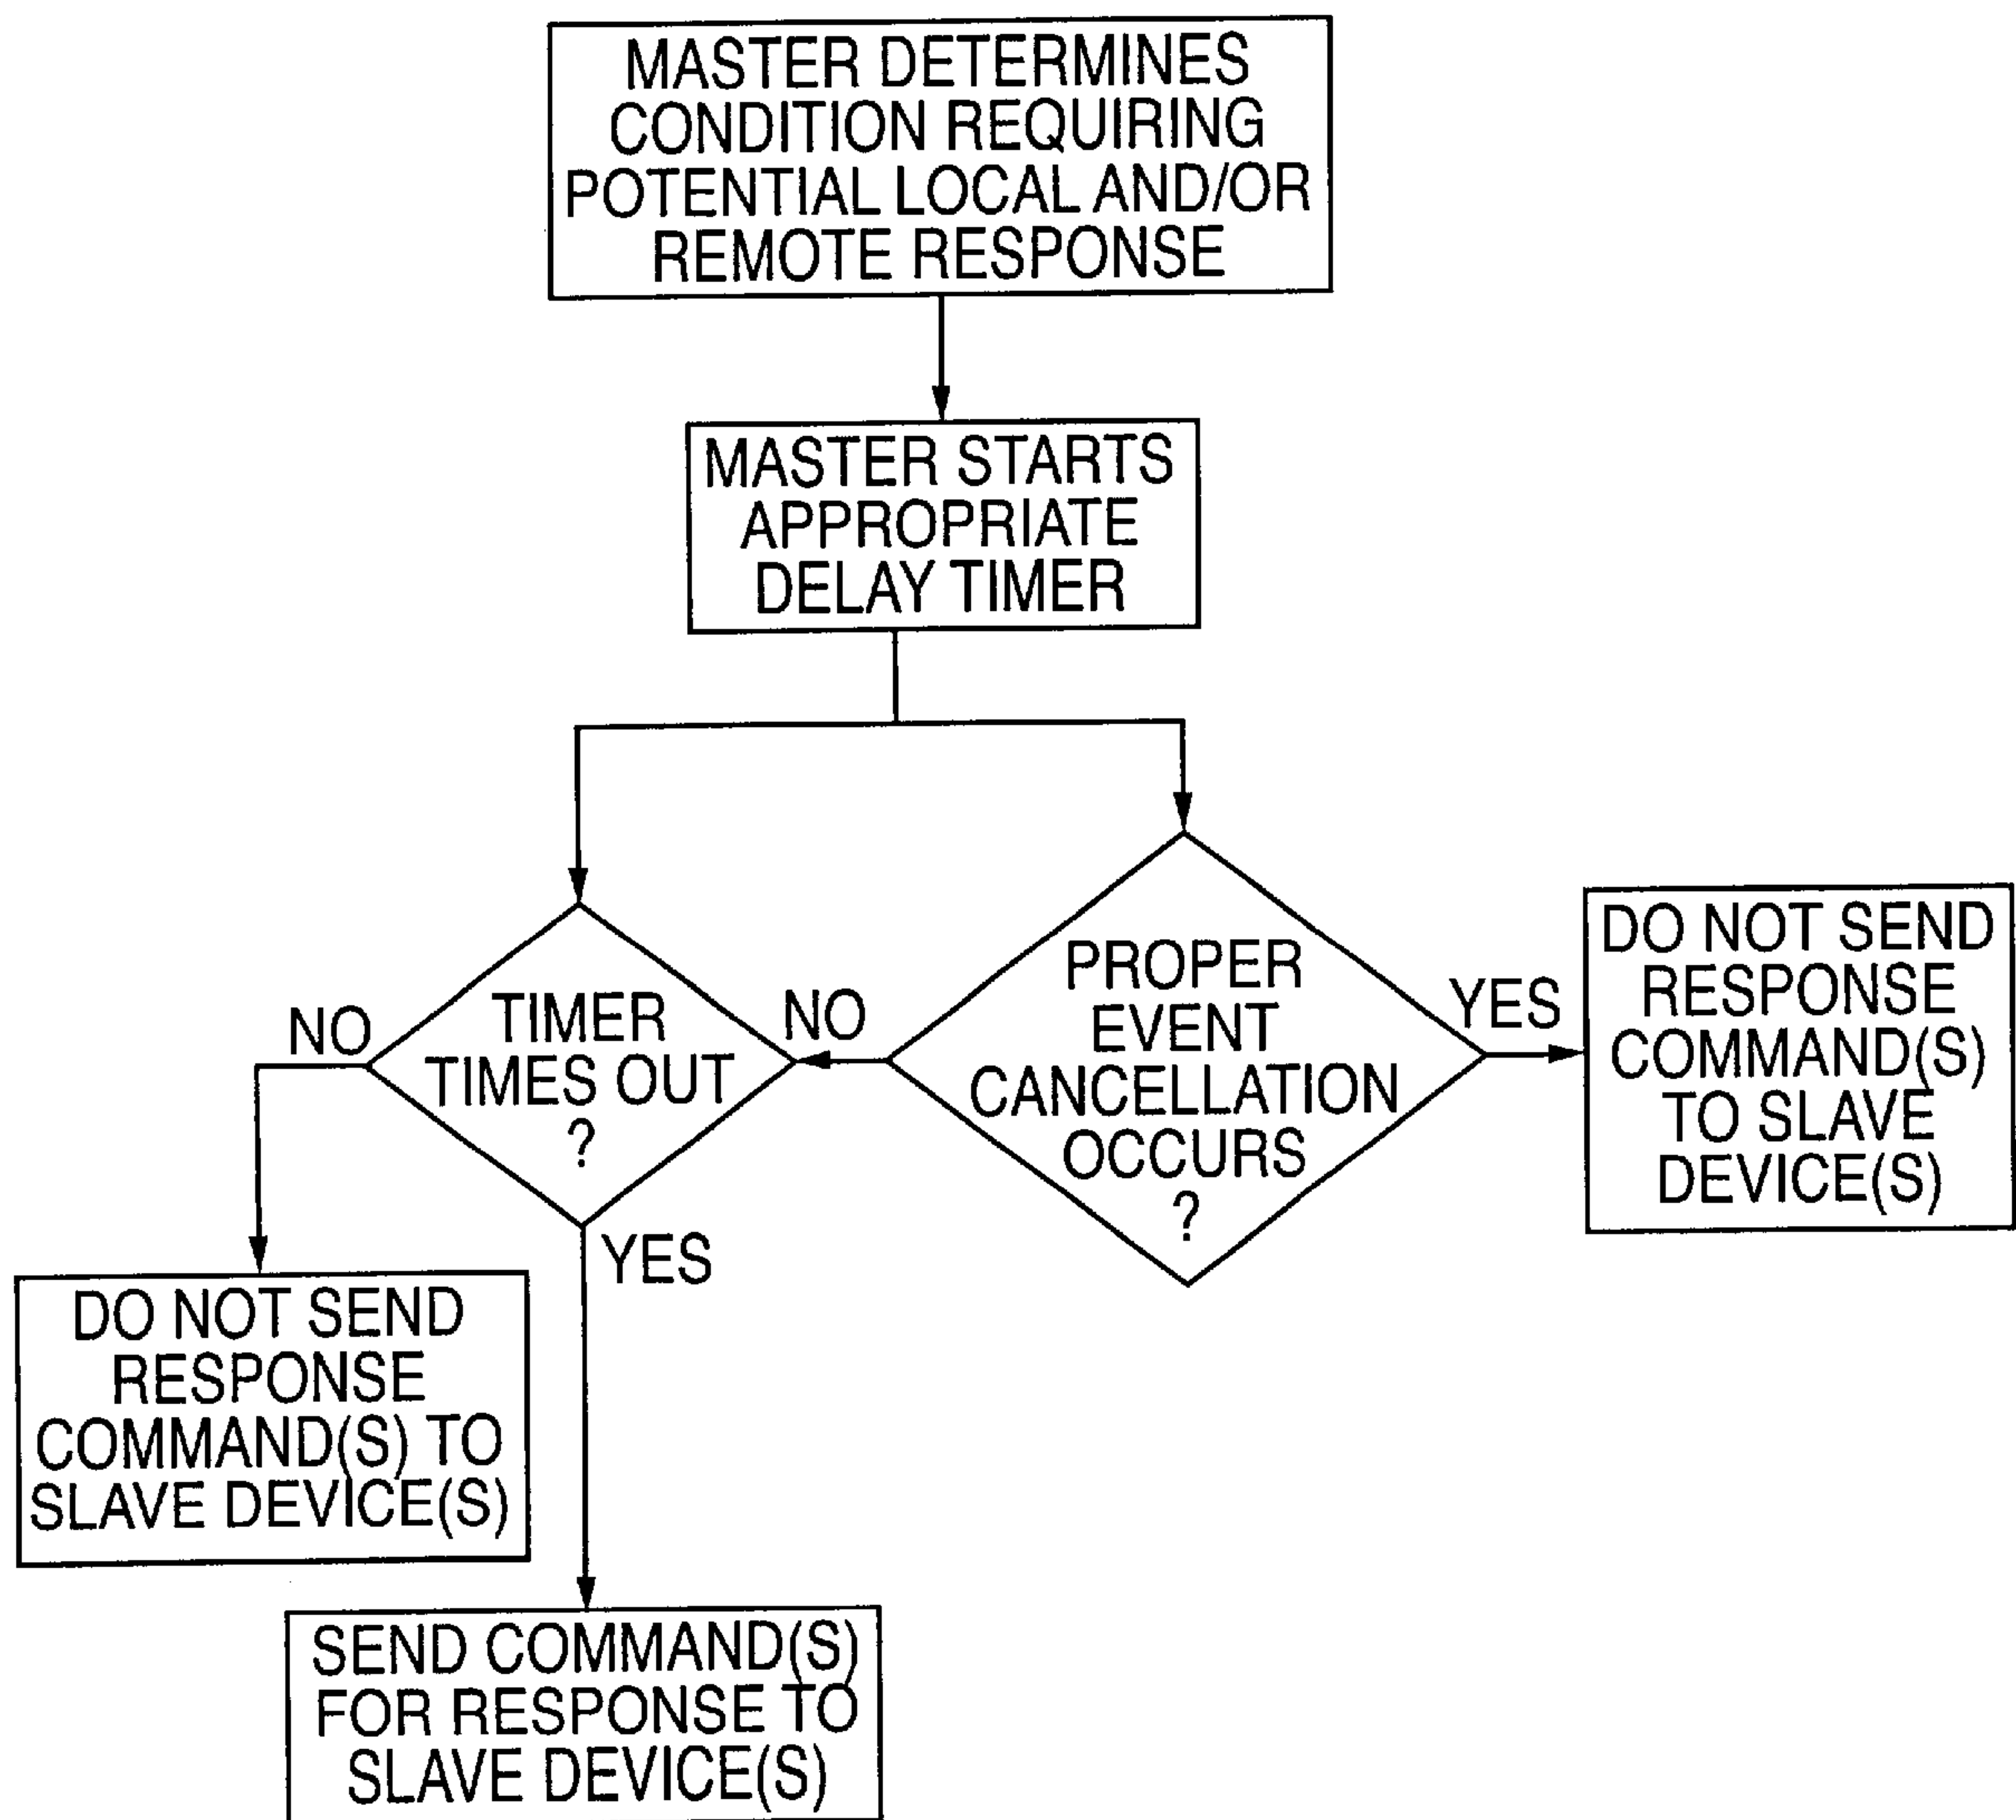 MASTER DETERMINES
CONDITION REQUIRING
POTENTIAL LOCAL AND/OR
REMOTE RESPONSE
MASTER STARTS
APPROPRIATE
DELAY TIMER
NO
TIMER
TIMES OUT
?
YES
NO
PROPER
EVENT
CANCELLATION
OCCURS
?
YES
DO NOT SEND
RESPONSE
COMMAND(S)
TO SLAVE
DEVICE(S)
DO NOT SEND
RESPONSE
COMMAND(S) TO
SLAVE DEVICE(S)
SEND COMMAND(S)
FOR RESPONSE TO
SLAVE DEVICE(S)